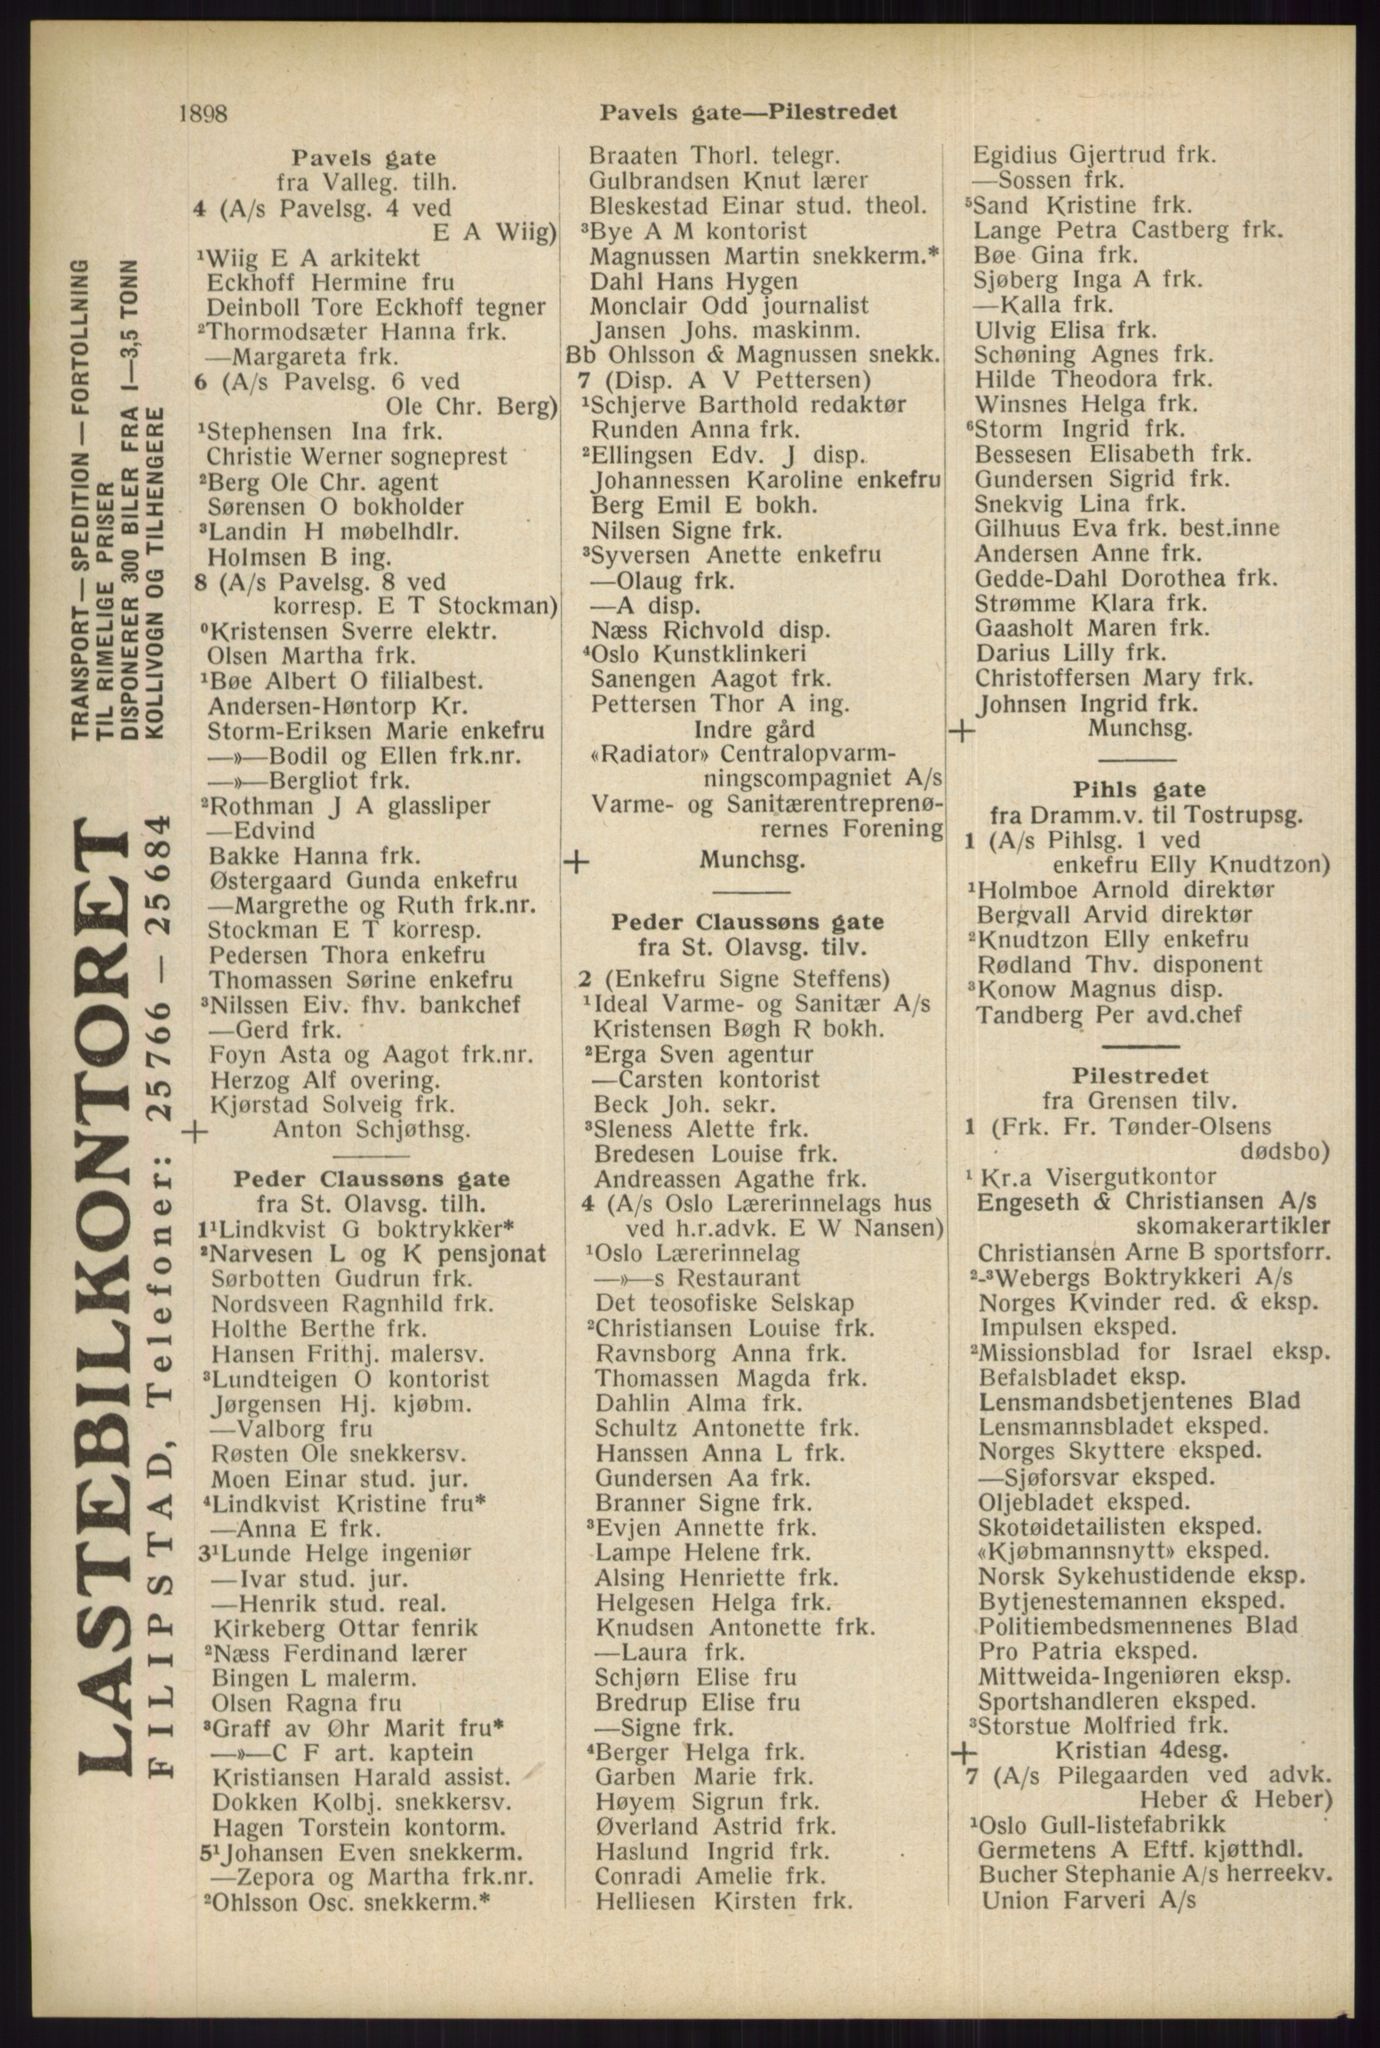 1898
Pavels gate—Pilestredet
TRANSPORT—SPEDITION—FORTOLLNING
TIL RIMELIGE PRISER
DISPONERER 300 BILER FRA 1—3,5 TONN
KOLLIVOGN OG TILHENGERE
LASTEBILKONTORET
FILIPSTAD, Telefoner: 25766 — 25684
Pavels gate
fra Valleg. tilh.
4 (A/s Pavelsg. 4 ved
E A Wiig)
¹Wiig E A arkitekt
Eckhoff Hermine fru
Deinboll Tore Eckhoff tegner
²Thormodsæter Hanna frk.
—Margareta frk.
6 (A/s Pavelsg. 6 ved
Ole Chr. Berg)
¹Stephensen Ina frk.
Christie Werner sogneprest
²Berg Ole Chr. agent
Sørensen O bokholder
³Landin H møbelhdlr.
Holmsen B ing.
8 (A/s Pavelsg. 8 ved
korresp. E T Stockman)
⁰Kristensen Sverre elektr.
Olsen Martha frk.
¹Bøe Albert O filialbest.
Andersen-Høntorp Kr.
Storm-Eriksen Marie enkefru
—»—Bodil og Ellen frk.nr.
—»—Bergliot frk.
²Rothman J A glassliper
—Edvind
Bakke Hanna frk.
Østergaard Gunda enkefru
—Margrethe og Ruth frk.nr.
Stockman E T korresp.
Pedersen Thora enkefru
Thomassen Sørine enkefru
³Nilssen Eiv. fhv. bankchef
—Gerd frk.
Foyn Asta og Aagot frk.nr.
Herzog Alf overing.
Kjørstad Solveig frk.
+ Anton Schjøthsg.
Peder Claussøns gate
fra St. Olavsg. tilh.
1¹Lindkvist G boktrykker*
²Narvesen L og K pensjonat
Sørbotten Gudrun frk.
Nordsveen Ragnhild frk.
Holthe Berthe frk.
Hansen Frithj. malersv.
³Lundteigen O kontorist
Jørgensen Hj. kjøbm.
—Valborg fru
Røsten Ole snekkersv.
Moen Einar stud. jur.
⁴Lindkvist Kristine fru*
—Anna E frk.
3¹Lunde Helge ingeniør
—Ivar stud. jur.
—Henrik stud. real.
Kirkeberg Ottar fenrik
²Næss Ferdinand lærer
Bingen L malerm.
Olsen Ragna fru
³Graff av Øhr Marit fru*
—»—C F art. kaptein
Kristiansen Harald assist.
Dokken Kolbj. snekkersv.
Hagen Torstein kontorm.
5¹Johansen Even snekkerm.
—Zepora og Martha frk.nr.
²Ohlsson Osc. snekkerm.*
Braaten Thorl. telegr.
Gulbrandsen Knut lærer
Bleskestad Einar stud. theol.
³Bye A M kontorist
Magnussen Martin snekkerm.*
Dahl Hans Hygen
Monclair Odd journalist
Jansen Johs. maskinm.
Bb Ohlsson & Magnussen snekk.
7 (Disp. A V Pettersen)
¹Schjerve Barthold redaktør
Runden Anna frk.
²Ellingsen Edv. J disp.
Johannessen Karoline enkefru
Berg Emil E bokh.
Nilsen Signe frk.
³Syversen Anette enkefru
—Olaug frk.
—A disp.
Næss Richvold disp.
⁴Oslo Kunstklinkeri
Sanengen Aagot frk.
Pettersen Thor A ing.
Indre gård
«Radiator» Centralopvarm-
ningscompagniet A/s
Varme- og Sanitærentreprenø-
rernes Forening
+ Munchsg.
Peder Claussøns gate
fra St. Olavsg. tilv.
2 (Enkefru Signe Steffens)
¹Ideal Varme- og Sanitær A/s
Kristensen Bøgh R bokh.
²Erga Sven agentur
—Carsten kontorist
Beck Joh. sekr.
³Sleness Alette frk.
Bredesen Louise frk.
Andreassen Agathe frk.
4 (A/s Oslo Lærerinnelags hus
ved h.r.advk. E W Nansen)
¹Oslo Lærerinnelag
—»—s Restaurant
Det teosofiske Selskap
²Christiansen Louise frk.
Ravnsborg Anna frk.
Thomassen Magda frk.
Dahlin Alma frk.
Schultz Antonette frk.
Hanssen Anna L frk.
Gundersen Aa frk.
Branner Signe frk.
³Evjen Annette frk.
Lampe Helene frk.
Alsing Henriette frk.
Helgesen Helga frk.
Knudsen Antonette frk.
—Laura frk.
Schjørn Elise fru
Bredrup Elise fru
—Signe frk.
⁴Berger Helga frk.
Garben Marie frk.
Høyem Sigrun frk.
Øverland Astrid frk.
Haslund Ingrid frk.
Conradi Amelie frk.
Helliesen Kirsten frk.
Egidius Gjertrud frk.
—Sossen frk.
⁵Sand Kristine frk.
Lange Petra Castberg frk.
Bøe Gina frk.
Sjøberg Inga A frk.
—Kalla frk.
Ulvig Elisa frk.
Schøning Agnes frk.
Hilde Theodora frk.
Winsnes Helga frk.
⁶Storm Ingrid frk.
Bessesen Elisabeth frk.
Gundersen Sigrid frk.
Snekvig Lina frk.
Gilhuus Eva frk. best.inne
Andersen Anne frk.
Gedde-Dahl Dorothea frk.
Strømme Klara frk.
Gaasholt Maren frk.
Darius Lilly frk.
Christoffersen Mary frk.
Johnsen Ingrid frk.
+ Munchsg.
Pihls gate
fra Dramm.v. til Tostrupsg.
1 (A/s Pihlsg. 1 ved
enkefru Elly Knudtzon)
¹Holmboe Arnold direktør
Bergvall Arvid direktør
²Knudtzon Elly enkefru
Rødland Thv. disponent
³Konow Magnus disp.
Tandberg Per avd.chef
Pilestredet
fra Grensen tilv.
1 (Frk. Fr. Tønder-Olsens
dødsbo)
¹ Kr.a Visergutkontor
Engeseth & Christiansen A/s
skomakerartikler
Christiansen Arne B sportsforr.
²-³Webergs Boktrykkeri A/s
Norges Kvinder red. & eksp.
Impulsen eksped.
²Missionsblad for Israel eksp.
Befalsbladet eksp.
Lensmandsbetjentenes Blad
Lensmannsbladet eksped.
Norges Skyttere eksped.
—Sjøforsvar eksped.
Oljebladet eksped.
Skotøidetailisten eksped.
«Kjøbmannsnytt» eksped.
Norsk Sykehustidende eksp.
Bytjenestemannen eksped.
Politiembedsmennenes Blad
Pro Patria eksped.
Mittweida-Ingeniøren eksp.
Sportshandleren eksped.
³Storstue Molfried frk.
+ Kristian 4desg.
7 (A/s Pilegaarden ved advk.
Heber & Heber)
¹Oslo Gull-listefabrikk
Germetens A Eftf. kjøtthdl.
Bucher Stephanie A/s herreekv.
Union Farveri A/s